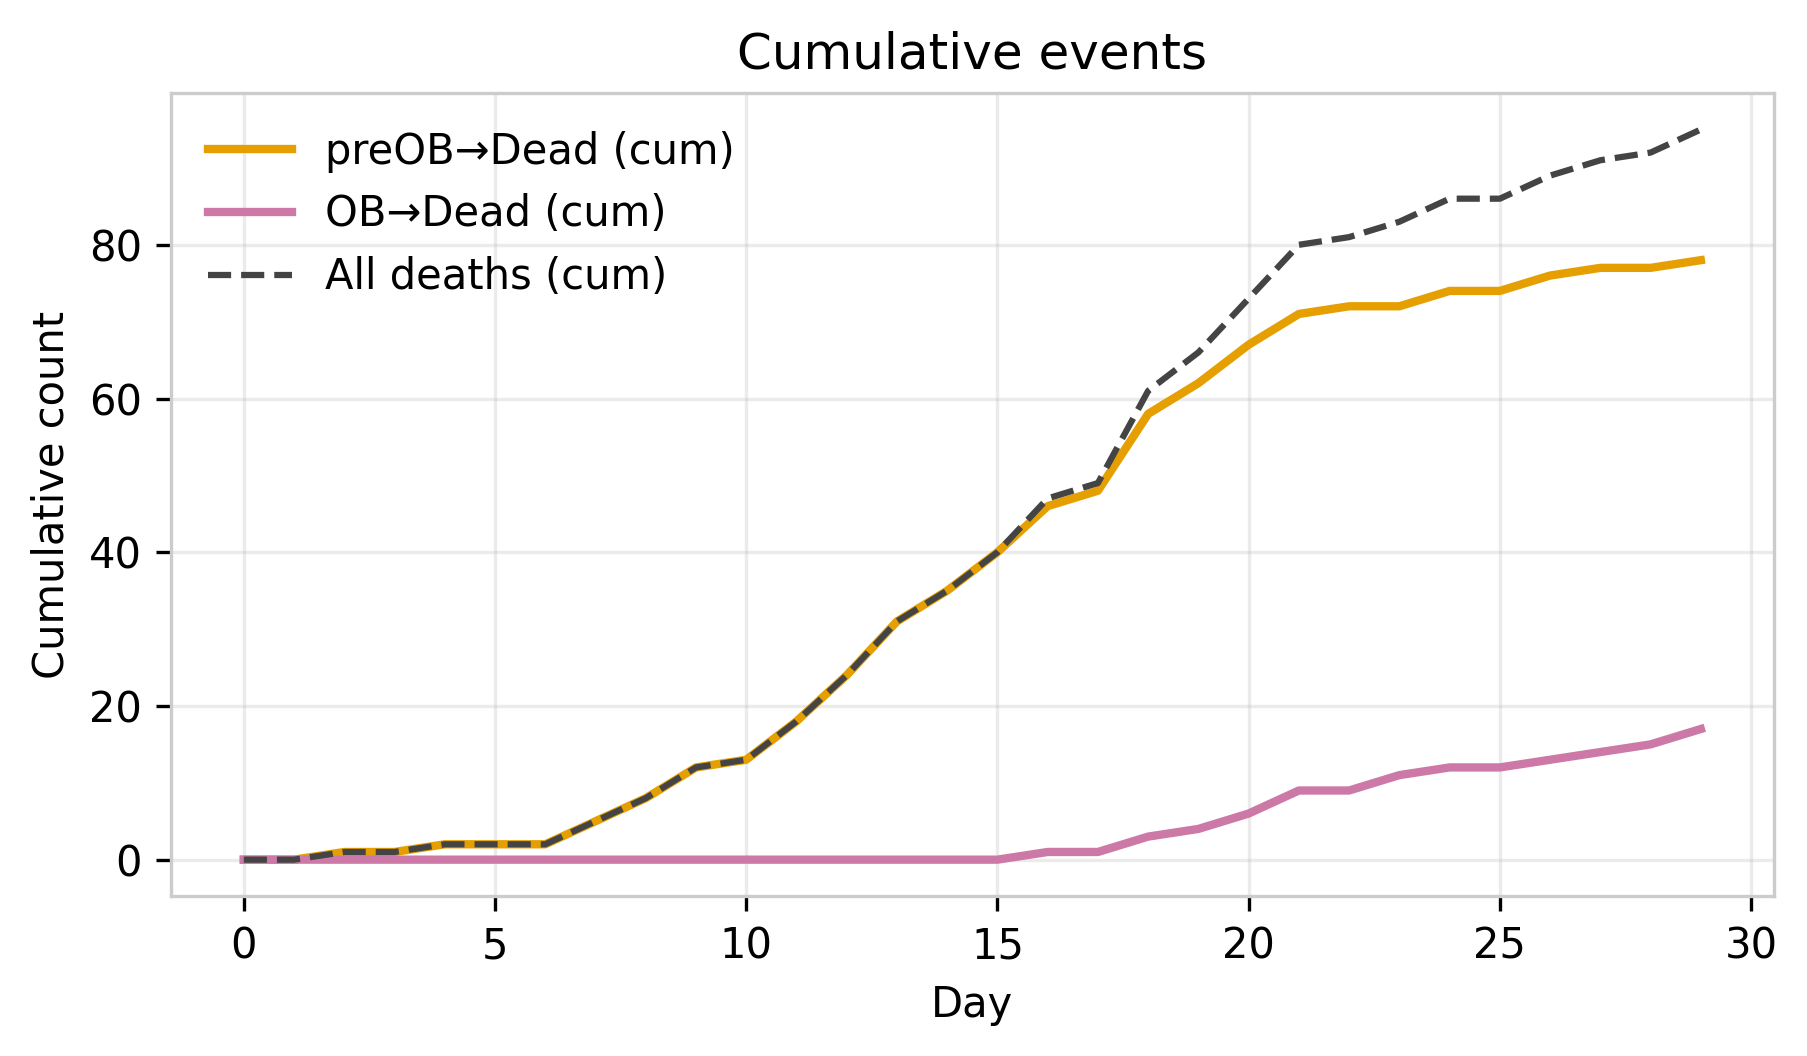 Cumulative events
preOB→Dead (cum)
OB→Dead (cum)
All deaths (cum)
Cumulative count
80
60
40
20
0
0 5 10 15 20 25 30
Day